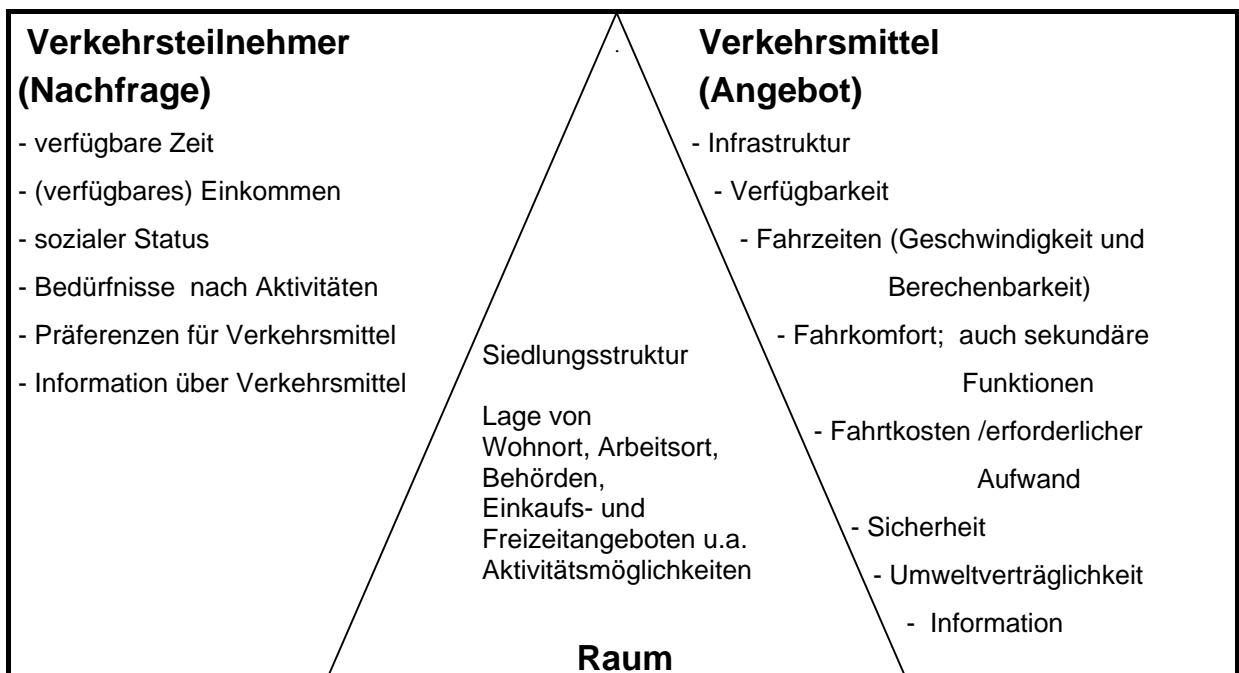 Verkehrsteilnehmer
(Nachfrage)
- verfügbare Zeit
- (verfügbares) Einkommen
- sozialer Status
- Bedürfnisse nach Aktivitäten
- Präferenzen für Verkehrsmittel
- Information über Verkehrsmittel
Siedlungsstruktur
Lage von
Wohnort, Arbeitsort,
Behörden,
Einkaufs- und
Freizeitangeboten u.a.
Aktivitätsmöglichkeiten
Raum
Verkehrsmittel
(Angebot)
- Infrastruktur
- Verfügbarkeit
- Fahrzeiten (Geschwindigkeit und
Berechenbarkeit)
- Fahrkomfort; auch sekundäre
Funktionen
- Fahrtkosten /erforderlicher
Aufwand
- Sicherheit
- Umweltverträglichkeit
- Information